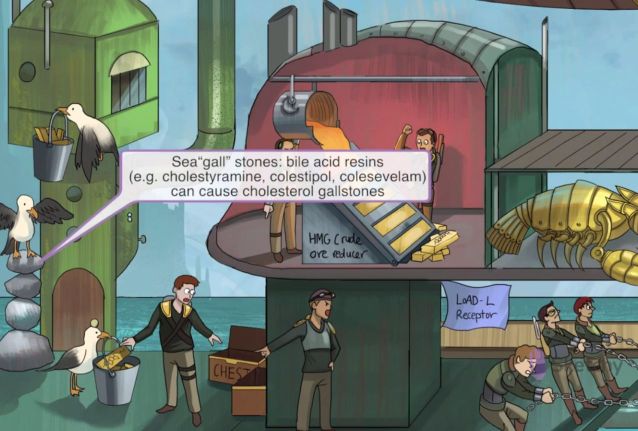 Sea“gall” stones: bile acid resins
(e.g. cholestyramine, colestipol, colesevelam)
can cause cholesterol gallstones
HMG Crude
ore reducer
LoAD-L
Receptor
CHEST